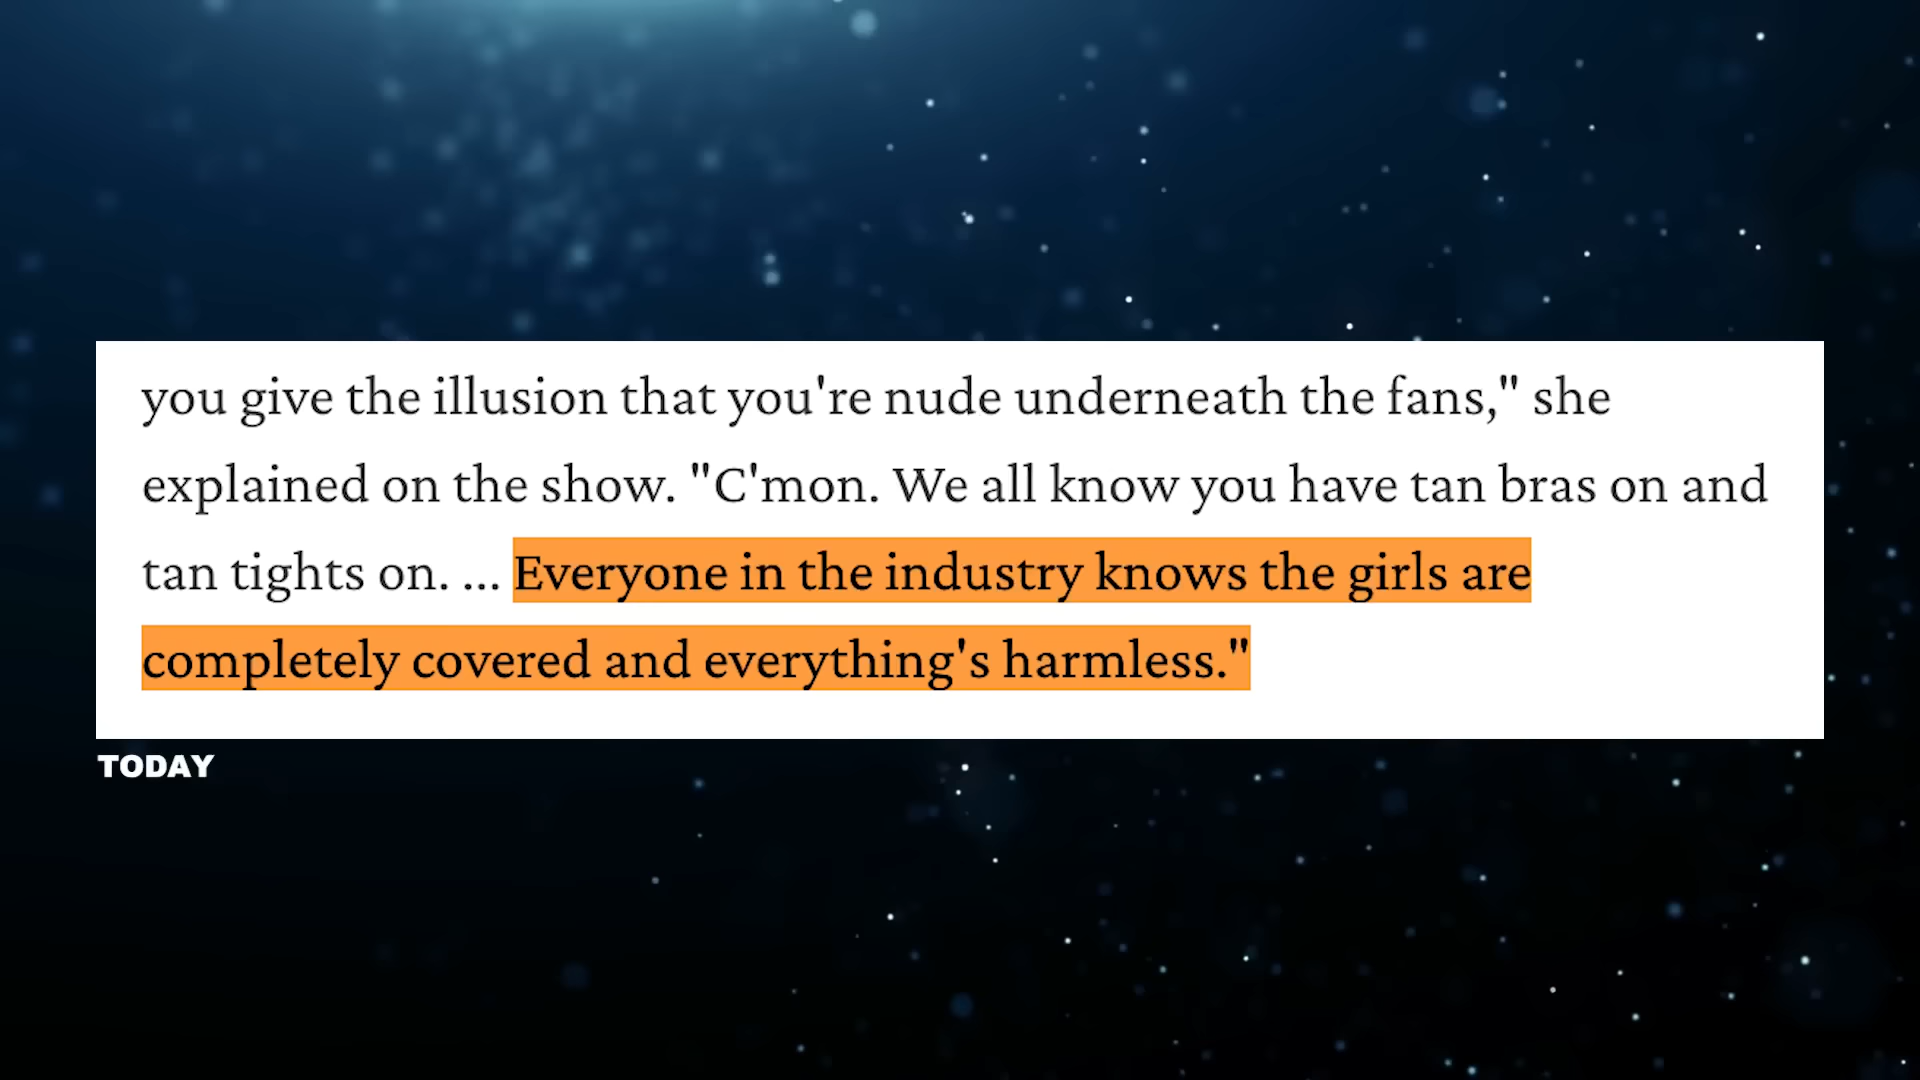 you give the illusion that you're nude underneath the fans," she
explained on the show. "C'mon. We all know you have tan bras on and
tan tights on. ... Everyone in the industry knows the girls are
completely covered and everything's harmless."
TODAY